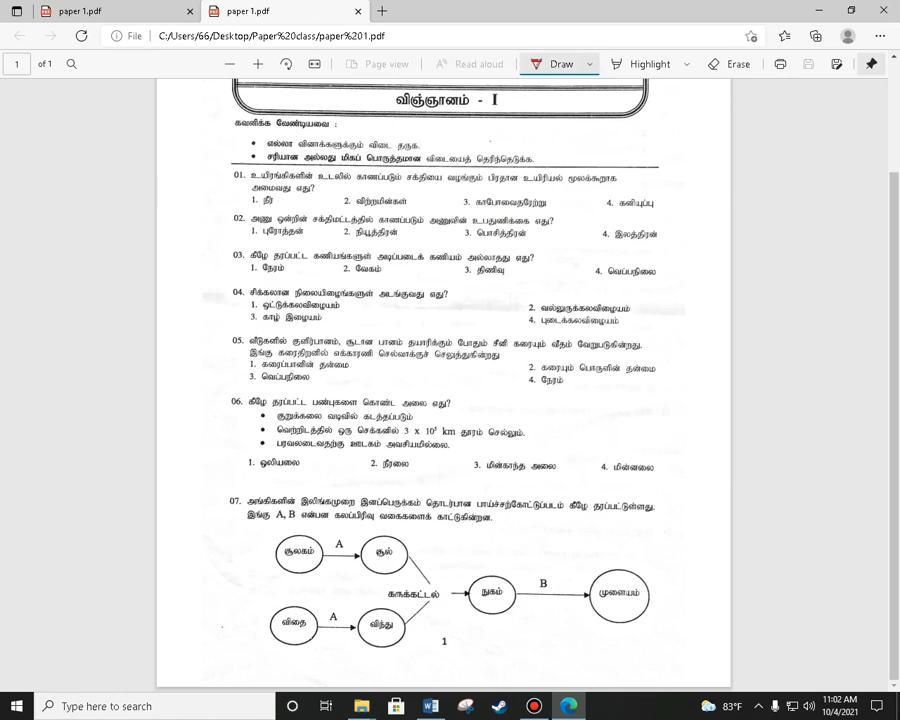 paper 1.pdf
paper 1.pdf
File
C:/Users/66/Desktop/Paper%20class/paper%201.pdf
1 of 1
Page view
Read aloud
Draw
Highlight
Erase
விஞ்ஞானம் - I
கவனிக்க வேண்டியவை :
• எல்லா வினாக்களுக்கும் விடை தருக.
• சரியான அல்லது மிகப் பொருத்தமான விடையைத் தெரிந்தெடுக்க.
01. உயிரங்கிகளின் உடலில் காணப்படும் சக்தியை வழங்கும் பிரதான உயிரியல் மூலக்கூறாக
அமைவது எது?
1. நீர் 2. விற்றமின்கள் 3. காபோவைதரேற்று 4. கனியுப்பு
02. அணு ஒன்றின் சக்திமட்டத்தில் காணப்படும் அணுவின் உபதுணிக்கை எது?
1. புரோத்தன் 2. நியூத்திரன் 3. பொசித்திரன் 4. இலத்திரன்
03. கீழே தரப்பட்ட கணியங்களுள் அடிப்படைக் கணியம் அல்லாதது எது?
1. நேரம் 2. வேகம் 3. திணிவு 4. வெப்பநிலை
04. சிக்கலான நிலையிழைங்களுள் அடங்குவது எது?
1. ஒட்டுக்கலவிழையம் 2. வல்லுருக்கலவிழையம்
3. காழ் இழையம் 4. புடைக்கலவிழையம்
05. வீடுகளில் குளிர்பானம், சூடான பானம் தயாரிக்கும் போதும் சீனி கரையும் வீதம் வேறுபடுகின்றது.
இங்கு கரைதிறனில் எக்காரணி செல்வாக்குச் செலுத்துகின்றது
1. கரைப்பானின் தன்மை 2. கரையும் பொருளின் தன்மை
3. வெப்பநிலை 4. நேரம்
06. கீழே தரப்பட்ட பண்புகளை கொண்ட அலை எது?
• குறுக்கலை வடிவில் கடத்தப்படும்
• வெற்றிடத்தில் ஒரு செக்கனில் 3 x 10⁵ km தூரம் செல்லும்.
• பரவலடைவதற்கு ஊடகம் அவசியமில்லை.
1. ஒலியலை 2. நீரலை 3. மின்காந்த அலை 4. மின்னலை
07. அங்கிகளின் இலிங்கமுறை இனப்பெருக்கம் தொடர்பான பாய்ச்சற்கோட்டுப்படம் கீழே தரப்பட்டுள்ளது.
இங்கு A, B என்பன கலப்பிரிவு வகைகளைக் காட்டுகின்றன.
சூலகம் A சூல்
கருக்கட்டல் நுகம் B முளையம்
விதை A விந்து
1
Type here to search
83°F
11:02 AM
10/4/2021